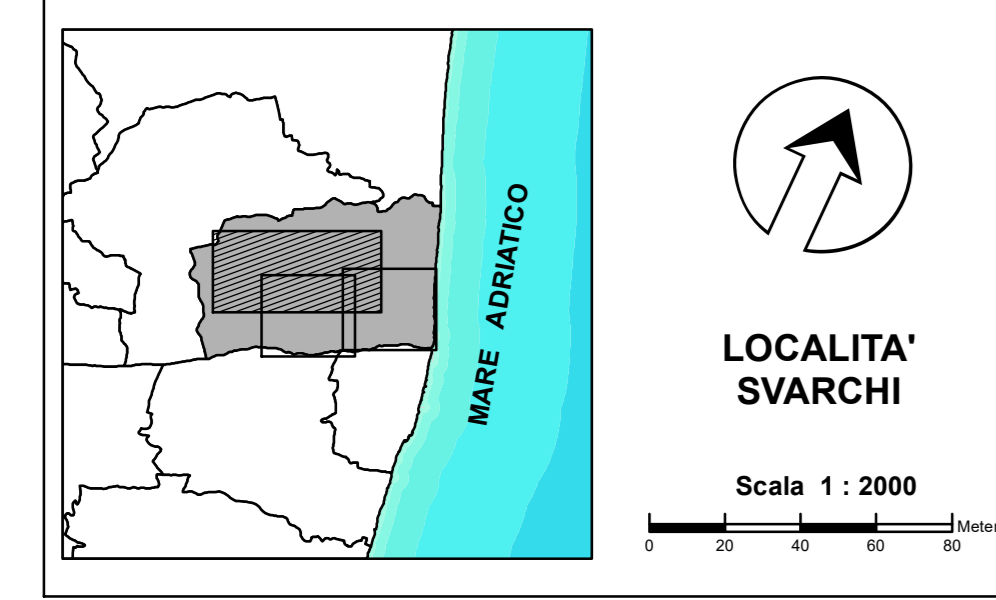 MARE ADRIATICO
LOCALITA'
SVARCHI
Scala 1 : 2000
Meter
0 20 40 60 80